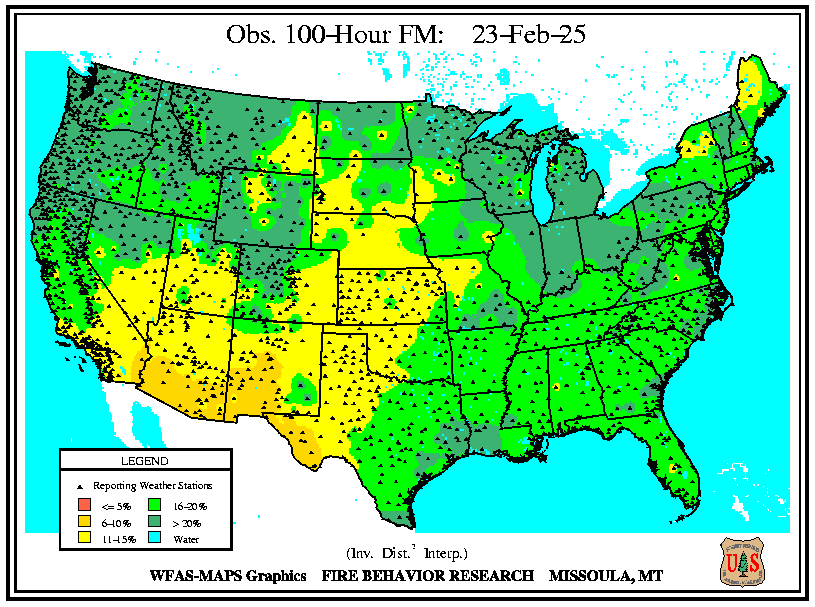 Obs. 100-Hour FM: 23-Feb-25
LEGEND
Reporting Weather Stations
<= 5% 16-20%
6-10% > 20%
11-15% Water
(Inv. Dist.² Interp.)
WFAS-MAPS Graphics FIRE BEHAVIOR RESEARCH MISSOULA, MT
U S